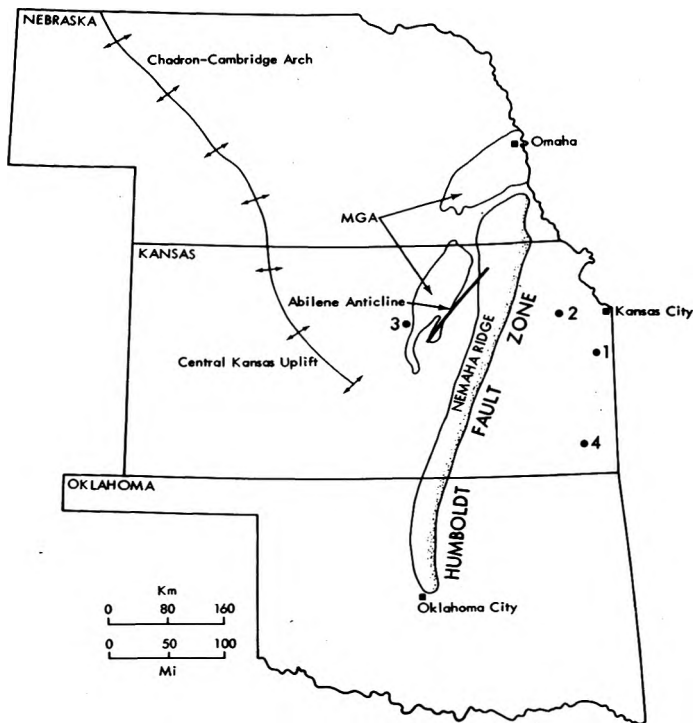 NEBRASKA
Chadron-Cambridge Arch
Omaha
MGA
KANSAS
Abilene Anticline
3
2
Kansas City
1
Central Kansas Uplift
NEMAHA RIDGE
HUMBOLDT FAULT ZONE
4
OKLAHOMA
Oklahoma City
Km
0 80 160
0 50 100
Mi